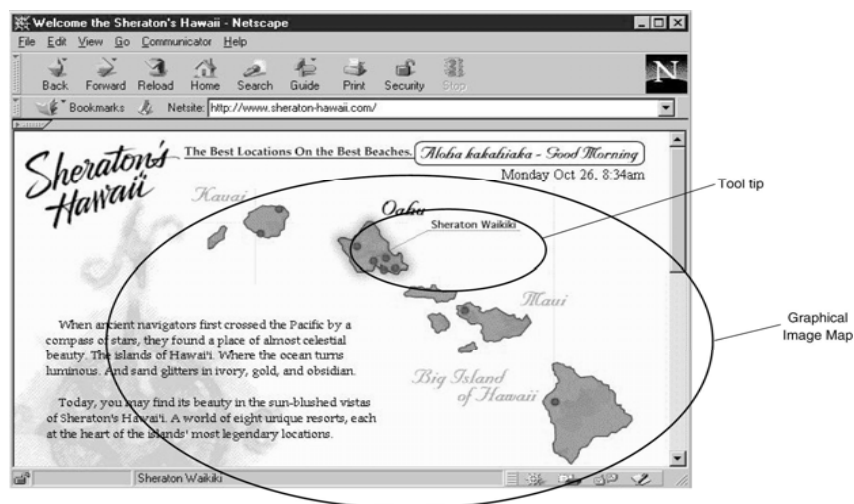 Welcome the Sheraton's Hawaii - Netscape
File Edit View Go Communicator Help
Back Forward Reload Home Search Guide Print Security Stop
N
Bookmarks Netsite: http://www.sheraton-hawaii.com/
Sheraton's Hawaii
The Best Locations On the Best Beaches.
Aloha kakahiaka - Good Morning
Monday Oct 26, 8:34am
Kauai
Oahu
Sheraton Waikiki
Tool tip
Maui
Graphical
Image Map
Big Island
of Hawaii
When ancient navigators first crossed the Pacific by a
compass of stars, they found a place of almost celestial
beauty. The islands of Hawai'i. Where the ocean turns
luminous. And sand glitters in ivory, gold, and obsidian.
Today, you may find its beauty in the sun-blushed vistas
of Sheraton's Hawai'i. A world of eight unique resorts, each
at the heart of the islands' most legendary locations.
Sheraton Waikiki